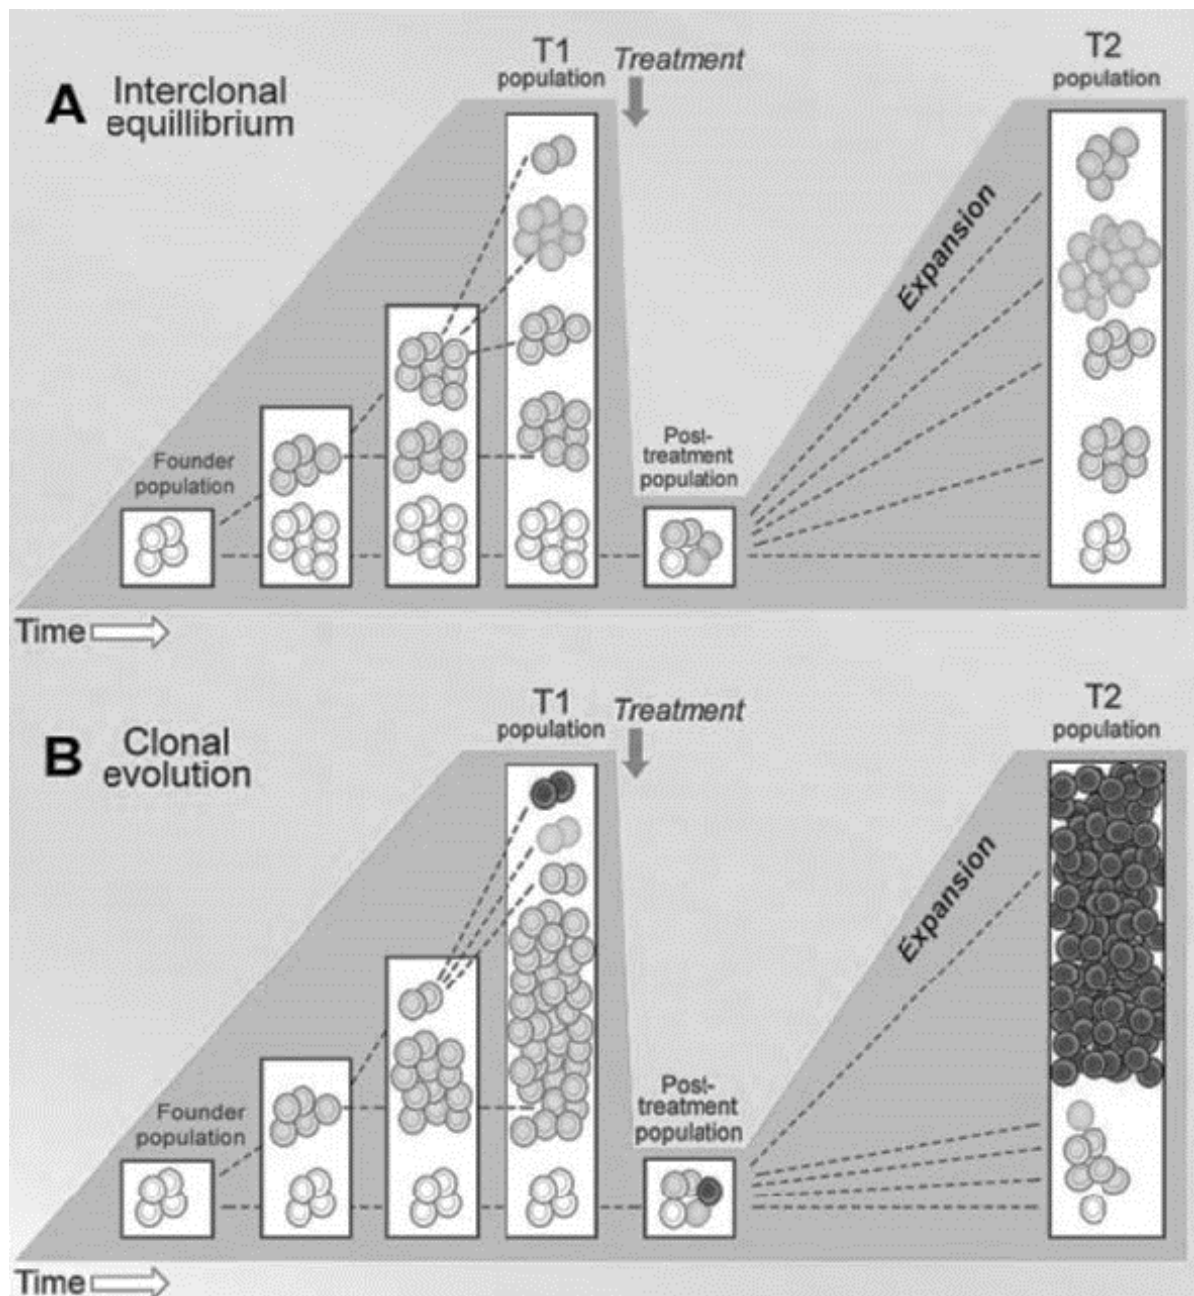 A
Interclonal
equillibrium
T1
population
Treatment
T2
population
Expansion
Founder
population
Post-
treatment
population
Time
B
Clonal
evolution
T1
population
Treatment
T2
population
Expansion
Founder
population
Post-
treatment
population
Time